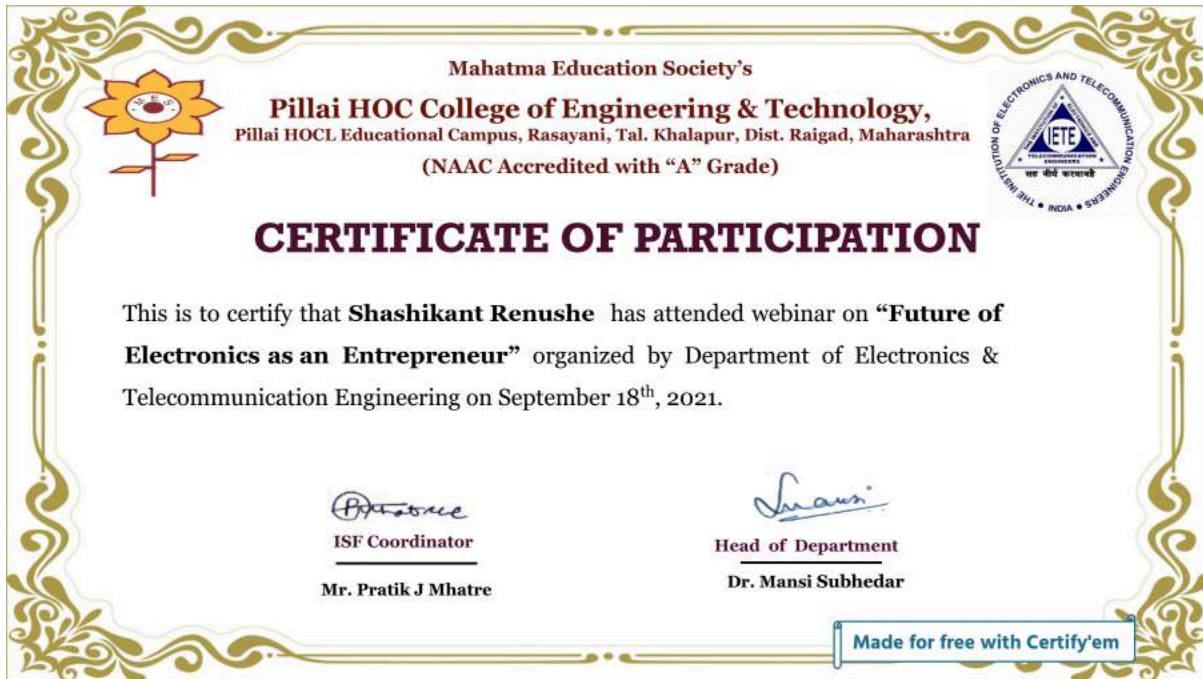 Mahatma Education Society's
Pillai HOC College of Engineering & Technology,
Pillai HOCL Educational Campus, Rasayani, Tal. Khalapur, Dist. Raigad, Maharashtra
(NAAC Accredited with “A” Grade)
M.E.S.
THE INSTITUTION OF ELECTRONICS AND TELECOMMUNICATION ENGINEERS
IETE
INDIA
CERTIFICATE OF PARTICIPATION
This is to certify that Shashikant Renushe has attended webinar on “Future of
Electronics as an Entrepreneur” organized by Department of Electronics &
Telecommunication Engineering on September 18th, 2021.
ISF Coordinator
Mr. Pratik J Mhatre
Head of Department
Dr. Mansi Subhedar
Made for free with Certify'em